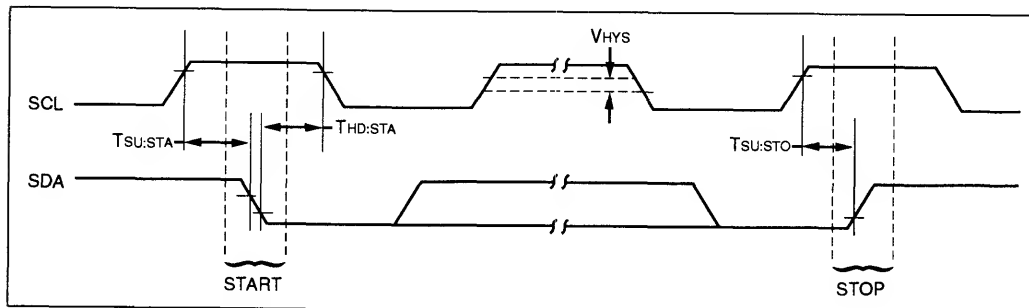 VHYS
SCL
THD:STA
TSU:STA
TSU:STO
SDA
START
STOP